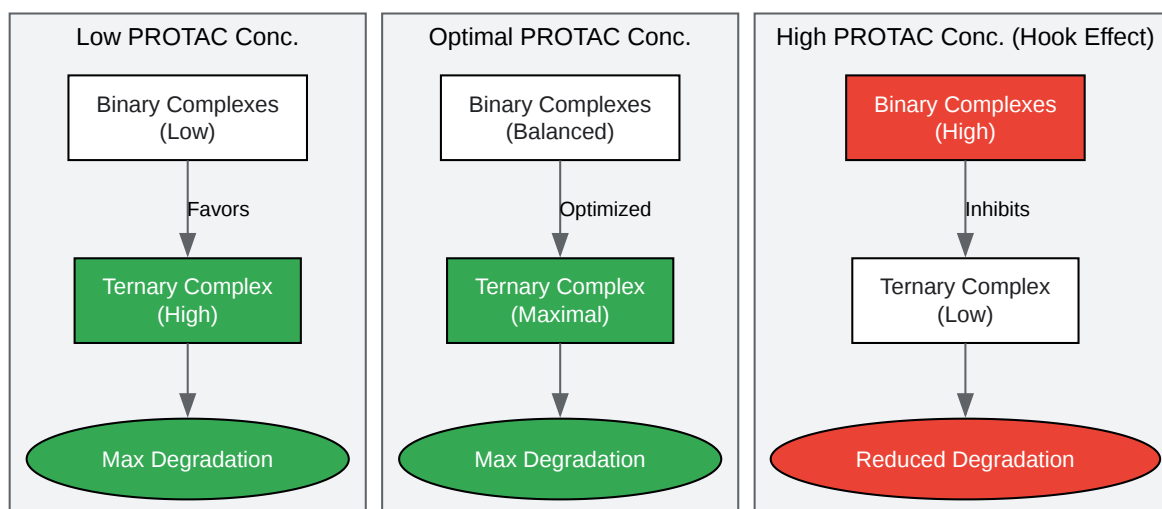 Low PROTAC Conc.
Binary Complexes
(Low)
Favors
Ternary Complex
(High)
Max Degradation
Optimal PROTAC Conc.
Binary Complexes
(Balanced)
Optimized
Ternary Complex
(Maximal)
Max Degradation
High PROTAC Conc. (Hook Effect)
Binary Complexes
(High)
Inhibits
Ternary Complex
(Low)
Reduced Degradation